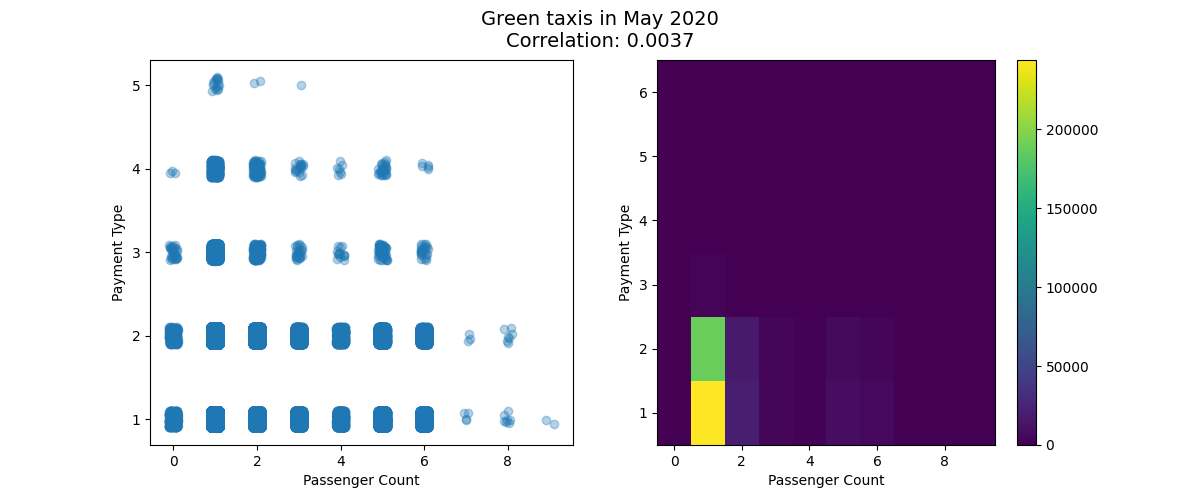 Green taxis in May 2020
Correlation: 0.0037
Payment Type
5
4
3
2
1
0 2 4 6 8
Passenger Count
Payment Type
6
5
4
3
2
1
0 2 4 6 8
Passenger Count
200000
150000
100000
50000
0